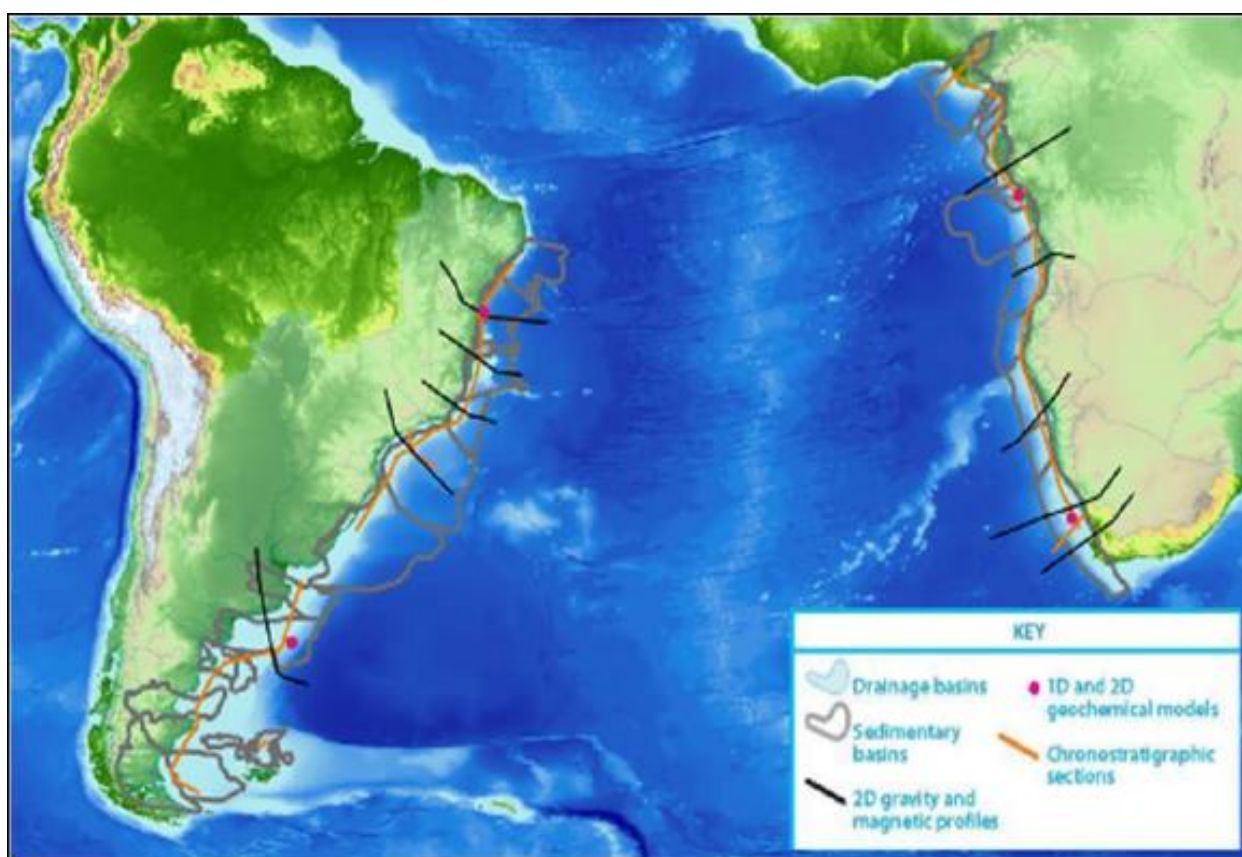 KEY
Drainage basins
Sedimentary
basins
2D gravity and
magnetic profiles
1D and 2D
geochemical models
Chronostratigraphic
sections